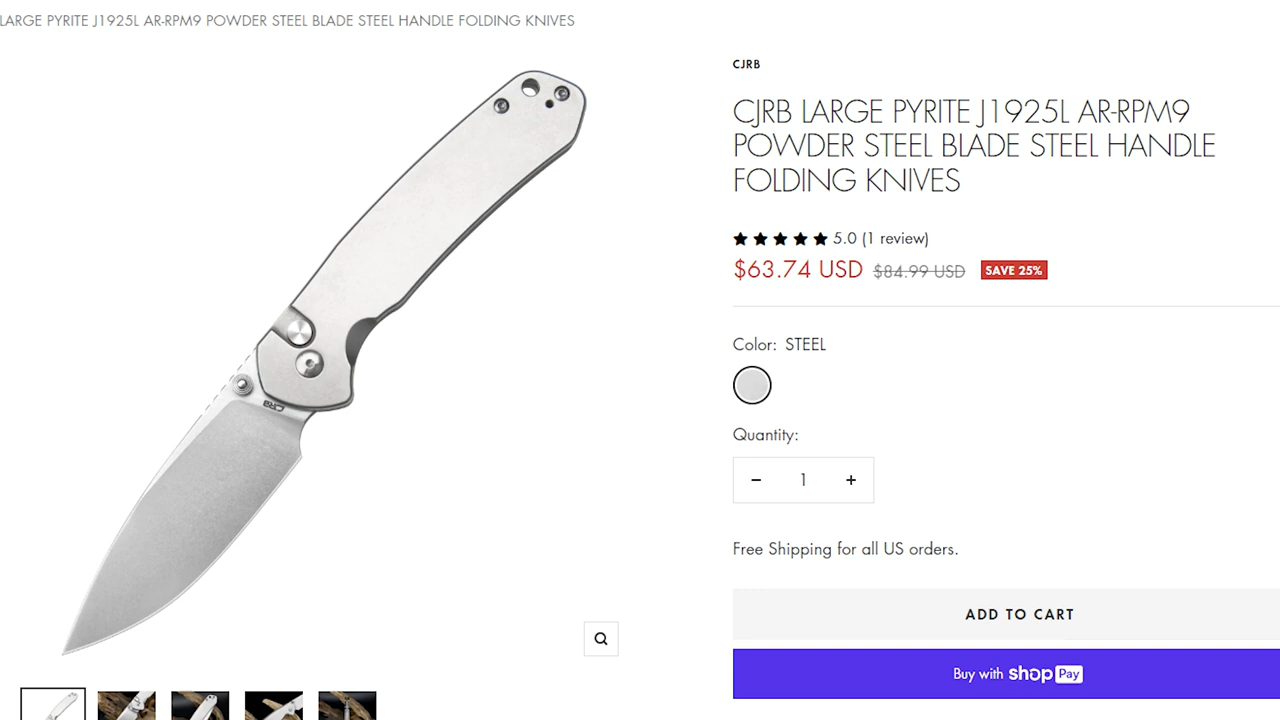 LARGE PYRITE J1925L AR-RPM9 POWDER STEEL BLADE STEEL HANDLE FOLDING KNIVES
CJRB
CJRB
CJRB LARGE PYRITE J1925L AR-RPM9
POWDER STEEL BLADE STEEL HANDLE
FOLDING KNIVES
5.0 (1 review)
$63.74 USD $84.99 USD SAVE 25%
Color: STEEL
Quantity:
− 1 +
Free Shipping for all US orders.
ADD TO CART
Buy with shop Pay